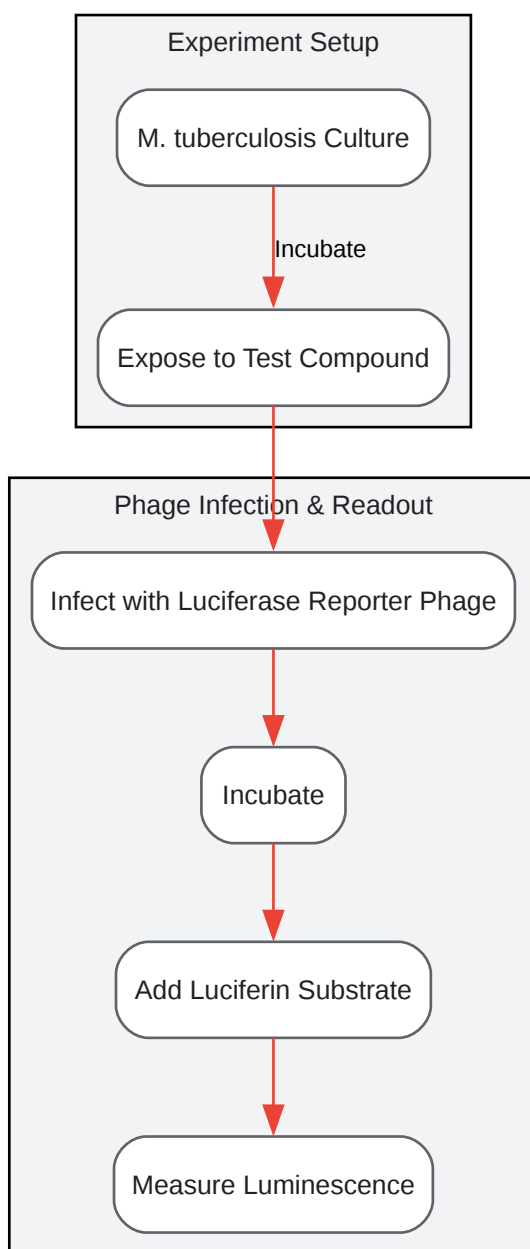 Experiment Setup
M. tuberculosis Culture
Incubate
Expose to Test Compound
Phage Infection & Readout
Infect with Luciferase Reporter Phage
Incubate
Add Luciferin Substrate
Measure Luminescence